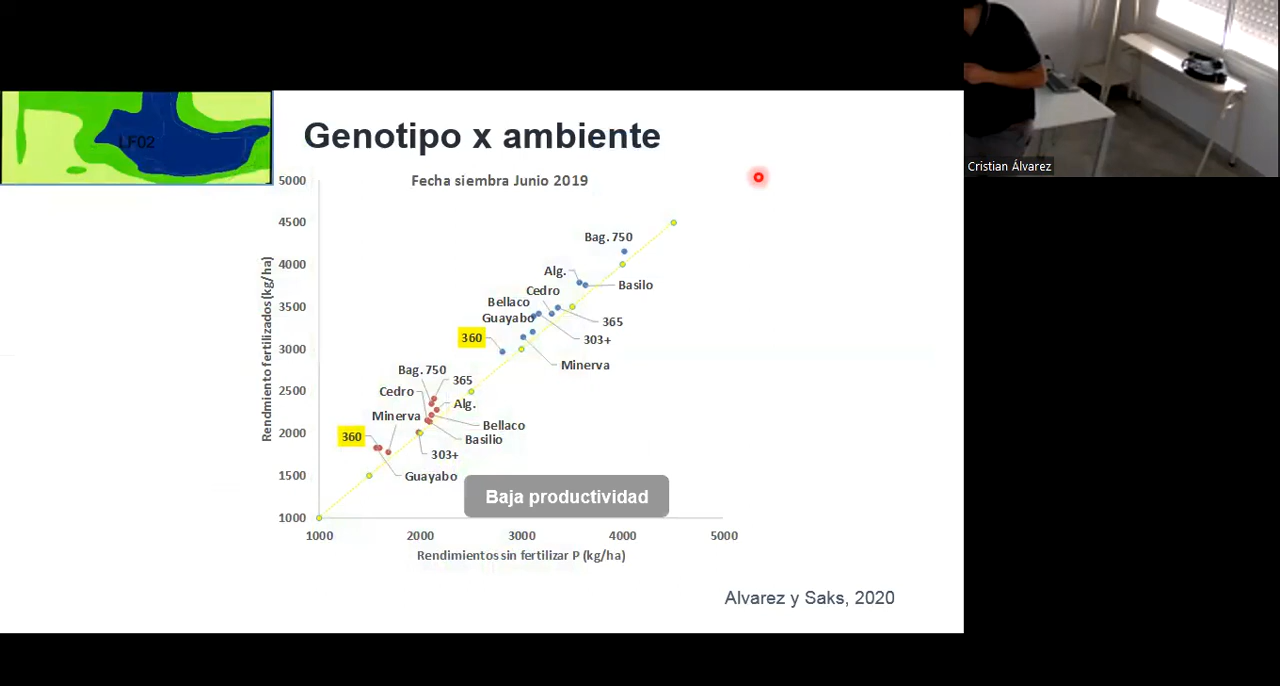 LF02
Genotipo x ambiente
Fecha siembra Junio 2019
5000
4500
4000
3500
3000
2500
2000
1500
1000
Rendmiento fertilizados(kg/ha)
Bag. 750
Alg.
Basilo
Cedro
Bellaco
Guayabo
365
303+
360
Minerva
Bag. 750
365
Cedro
Alg.
Minerva
Bellaco
360
Basilio
303+
Guayabo
Baja productividad
1000 2000 3000 4000 5000
Rendimientos sin fertilizar P (kg/ha)
Alvarez y Saks, 2020
Cristian Álvarez